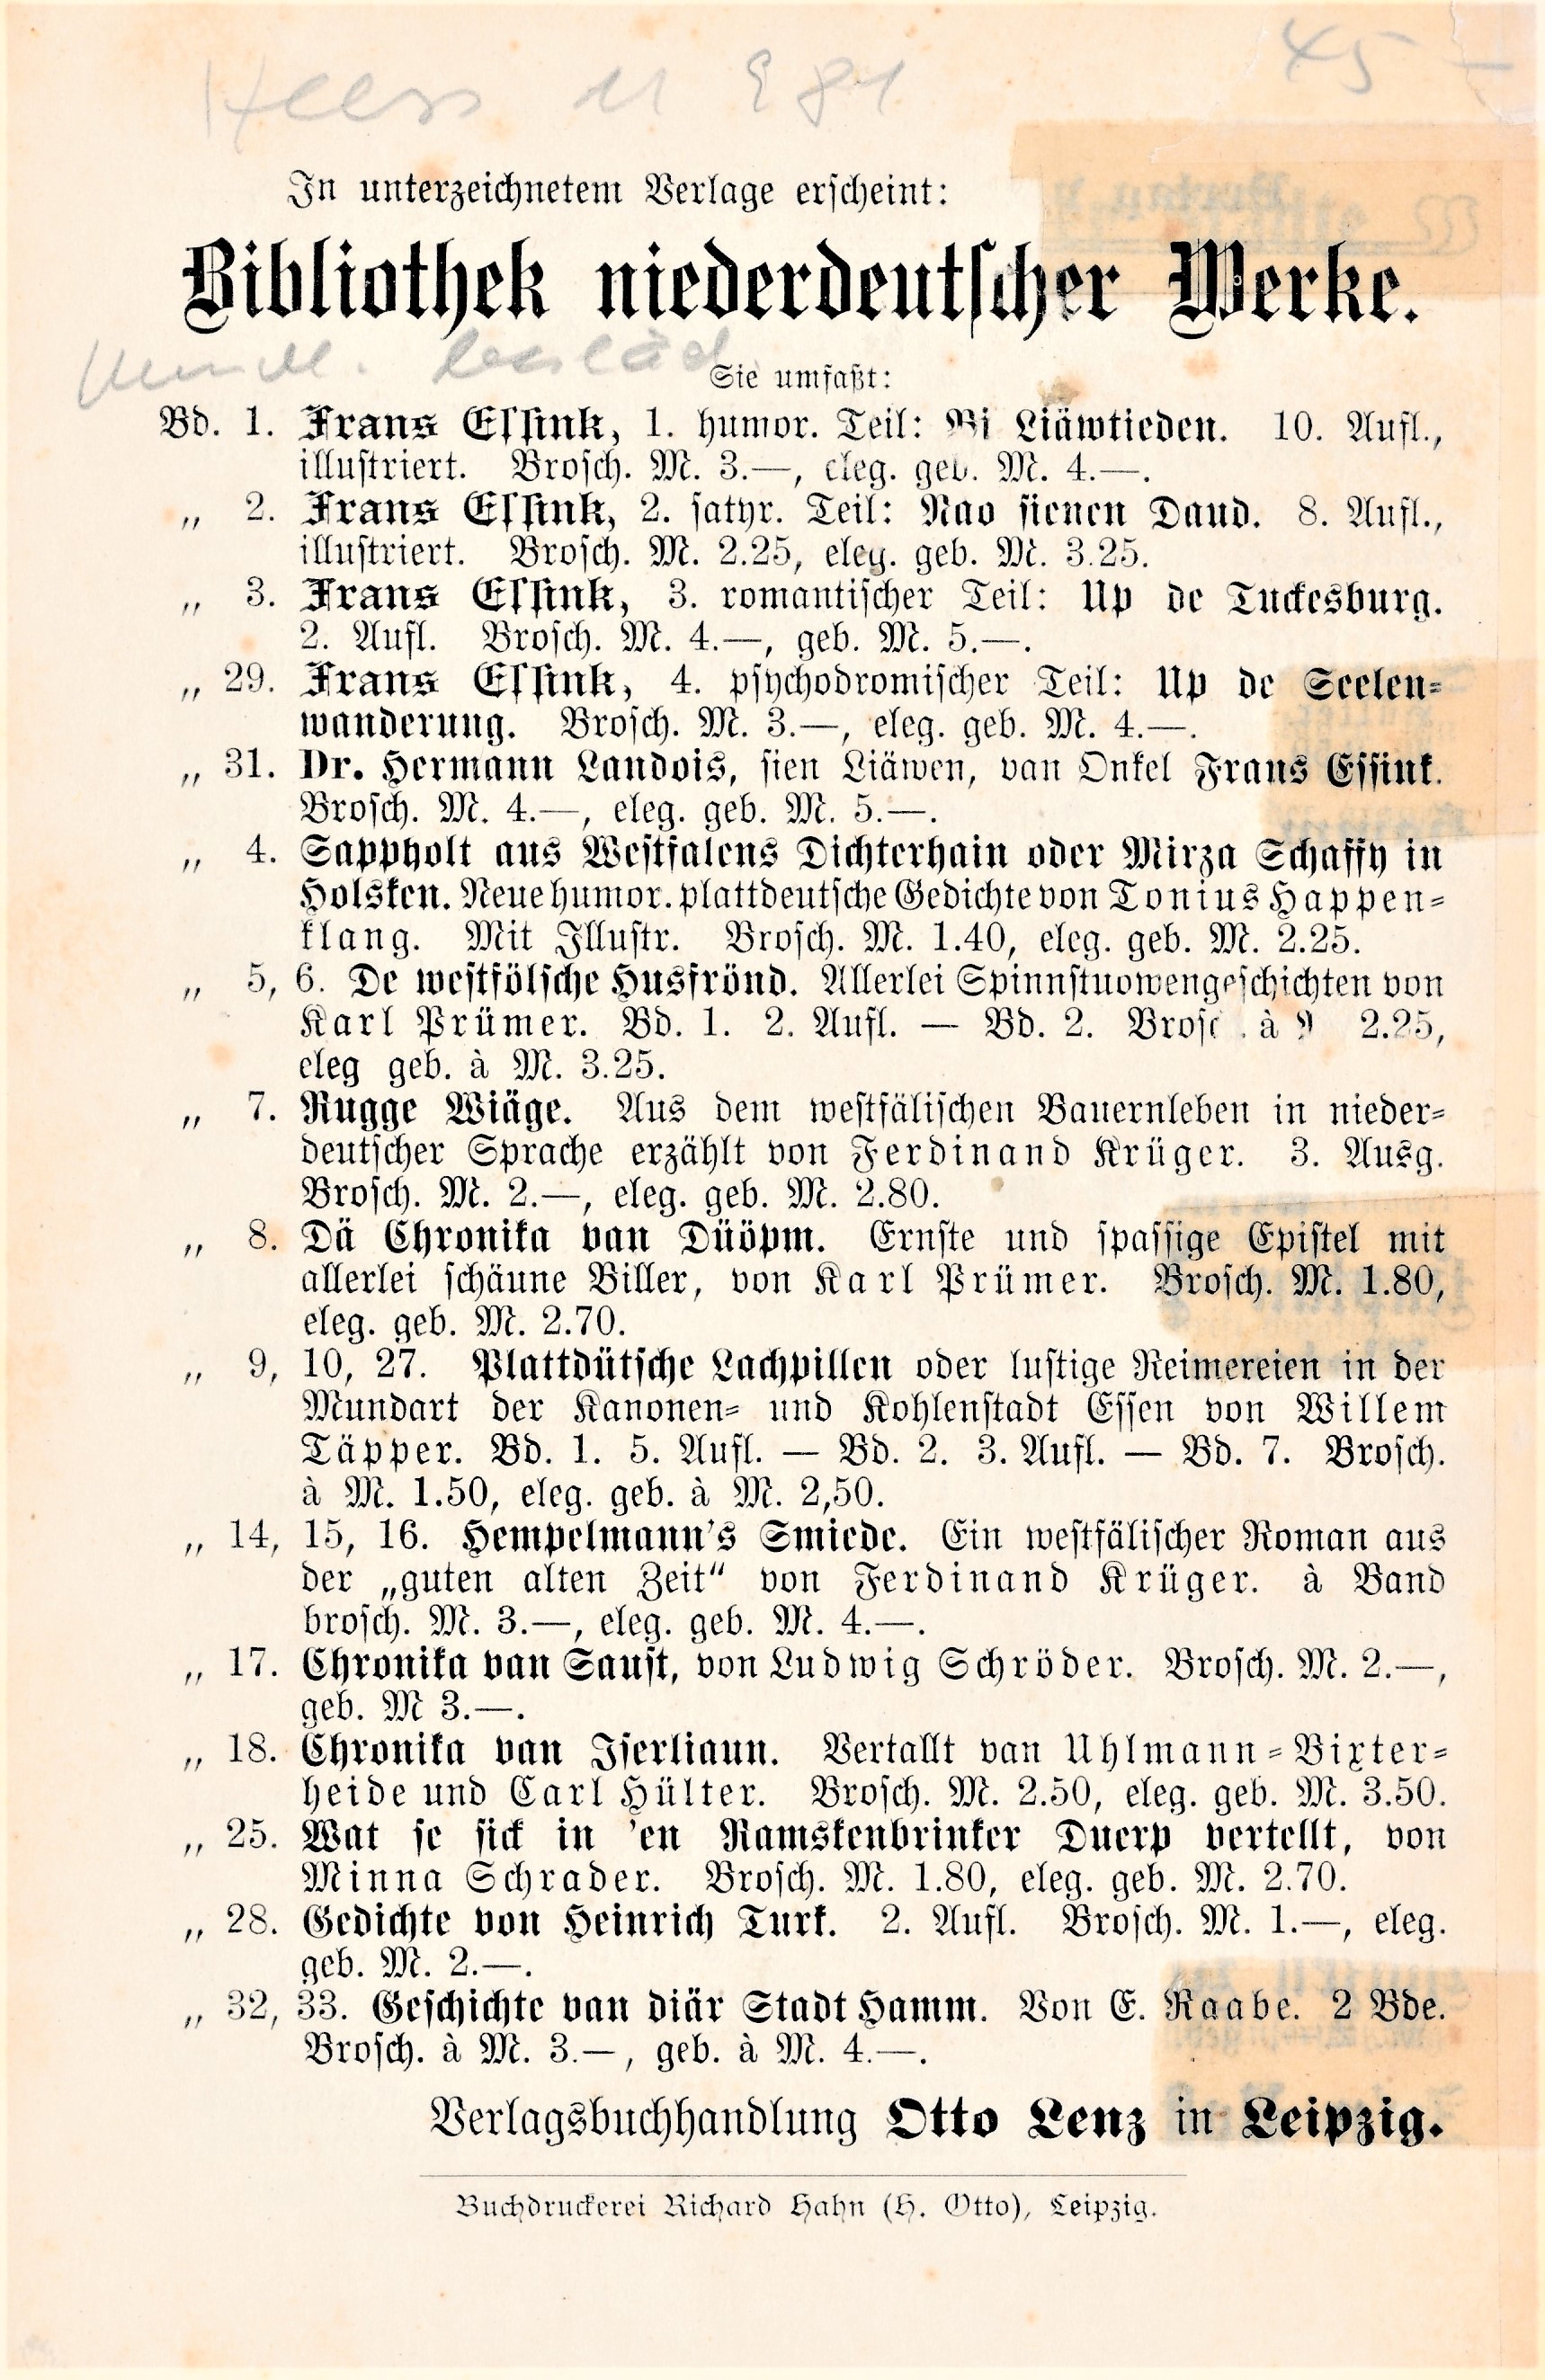 45
In unterzeichnetem Verlage erscheint:
Bibliothek niederdeutscher Werke.
Sie umfaßt:
Bd. 1. Frans Essink, 1. humor. Teil: Bi Liäwtieden. 10. Aufl.,
illustriert. Brosch. M. 3.—, eleg. geb. M. 4.—.
„ 2. Frans Essink, 2. satyr. Teil: Nao sienen Daud. 8. Aufl.,
illustriert. Brosch. M. 2.25, eleg. geb. M. 3.25.
„ 3. Frans Essink, 3. romantischer Teil: Up de Tuckesburg.
2. Aufl. Brosch. M. 4.—, geb. M. 5.—.
„ 29. Frans Essink, 4. psychodromischer Teil: Up de Seelen-
wanderung. Brosch. M. 3.—, eleg. geb. M. 4.—.
„ 31. Dr. Hermann Landois, sien Liäwen, van Onkel Frans Essink.
Brosch. M. 4.—, eleg. geb. M. 5.—.
„ 4. Sappholt aus Westfalens Dichterhain oder Mirza Schaffy in
Holsken. Neue humor. plattdeutsche Gedichte von Tonius Happen-
klang. Mit Illustr. Brosch. M. 1.40, eleg. geb. M. 2.25.
„ 5, 6. De westfölsche Husfrönd. Allerlei Spinnstuowengeschichten von
Karl Prümer. Bd. 1. 2. Aufl. — Bd. 2. Brosch. à M. 2.25,
eleg geb. à M. 3.25.
„ 7. Rugge Wiäge. Aus dem westfälischen Bauernleben in nieder-
deutscher Sprache erzählt von Ferdinand Krüger. 3. Ausg.
Brosch. M. 2.—, eleg. geb. M. 2.80.
„ 8. Dä Chronika van Düöpm. Ernste und spassige Epistel mit
allerlei schäune Biller, von Karl Prümer. Brosch. M. 1.80,
eleg. geb. M. 2.70.
„ 9, 10, 27. Plattdütsche Lachpillen oder lustige Reimereien in der
Mundart der Kanonen- und Kohlenstadt Essen von Willem
Täpper. Bd. 1. 5. Aufl. — Bd. 2. 3. Aufl. — Bd. 7. Brosch.
à M. 1.50, eleg. geb. à M. 2,50.
„ 14, 15, 16. Hempelmann's Smiede. Ein westfälischer Roman aus
der „guten alten Zeit“ von Ferdinand Krüger. à Band
brosch. M. 3.—, eleg. geb. M. 4.—.
„ 17. Chronika van Saust, von Ludwig Schröder. Brosch. M. 2.—,
geb. M 3.—.
„ 18. Chronika van Iserliaun. Vertallt van Uhlmann-Bixter-
heide und Carl Hülter. Brosch. M. 2.50, eleg. geb. M. 3.50.
„ 25. Wat se sick in 'en Ramskenbrinker Duerp vertellt, von
Minna Schrader. Brosch. M. 1.80, eleg. geb. M. 2.70.
„ 28. Gedichte von Heinrich Turk. 2. Aufl. Brosch. M. 1.—, eleg.
geb. M. 2.—.
„ 32, 33. Geschichte van diär Stadt Hamm. Von E. Raabe. 2 Bde.
Brosch. à M. 3.—, geb. à M. 4.—.
Verlagsbuchhandlung Otto Lenz in Leipzig.
Buchdruckerei Richard Hahn (H. Otto), Leipzig.